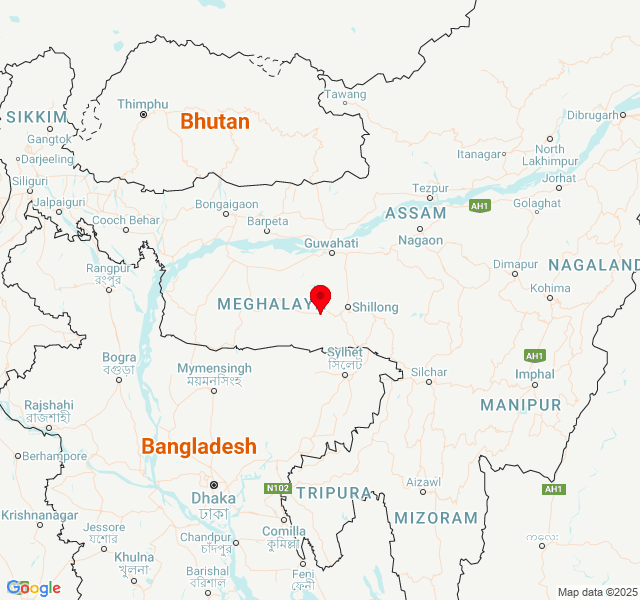 Tawang
Thimphu
Dibrugarh
SIKKIM
Bhutan
Gangtok
North
Lakhimpur
Itanagar
Darjeeling
Siliguri
Jorhat
Tezpur
Jalpaiguri
Bongaigaon
AH1
Golaghat
ASSAM
Cooch Behar
Barpeta
Nagaon
Guwahati
Dimapur
NAGALAND
Rangpur
রংপুর
Kohima
MEGHALAY
Shillong
Bogra
বগুড়া
Mymensingh
ময়মনসিংহ
Sylhet
সিলেট
AH1
Silchar
Imphal
Rajshahi
রাজশাহী
MANIPUR
Bangladesh
Berhampore
Dhaka
ঢাকা
N102
TRIPURA
Aizawl
AH1
MIZORAM
Krishnanagar
Jessore
যশোর
Chandpur
চাঁদপুর
Comilla
কুমিল্লা
ကလေး
Khulna
খুলনা
Barishal
বরিশাল
Feni
ফেনী
Google
Map data ©2025